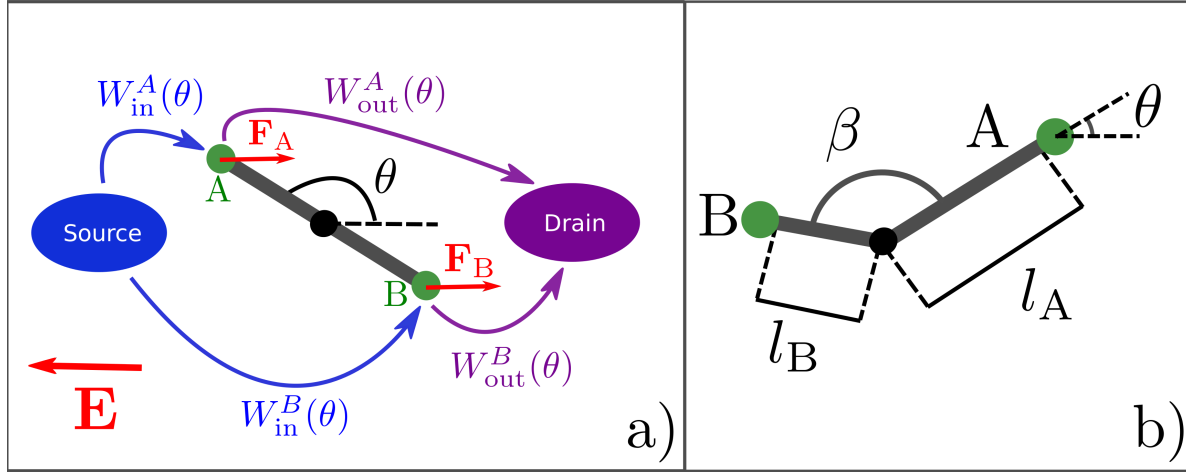 W_in^A(θ)
W_out^A(θ)
F_A
A
θ
Source
Drain
F_B
B
W_out^B(θ)
E
W_in^B(θ)
a)
β
A
θ
B
l_A
l_B
b)